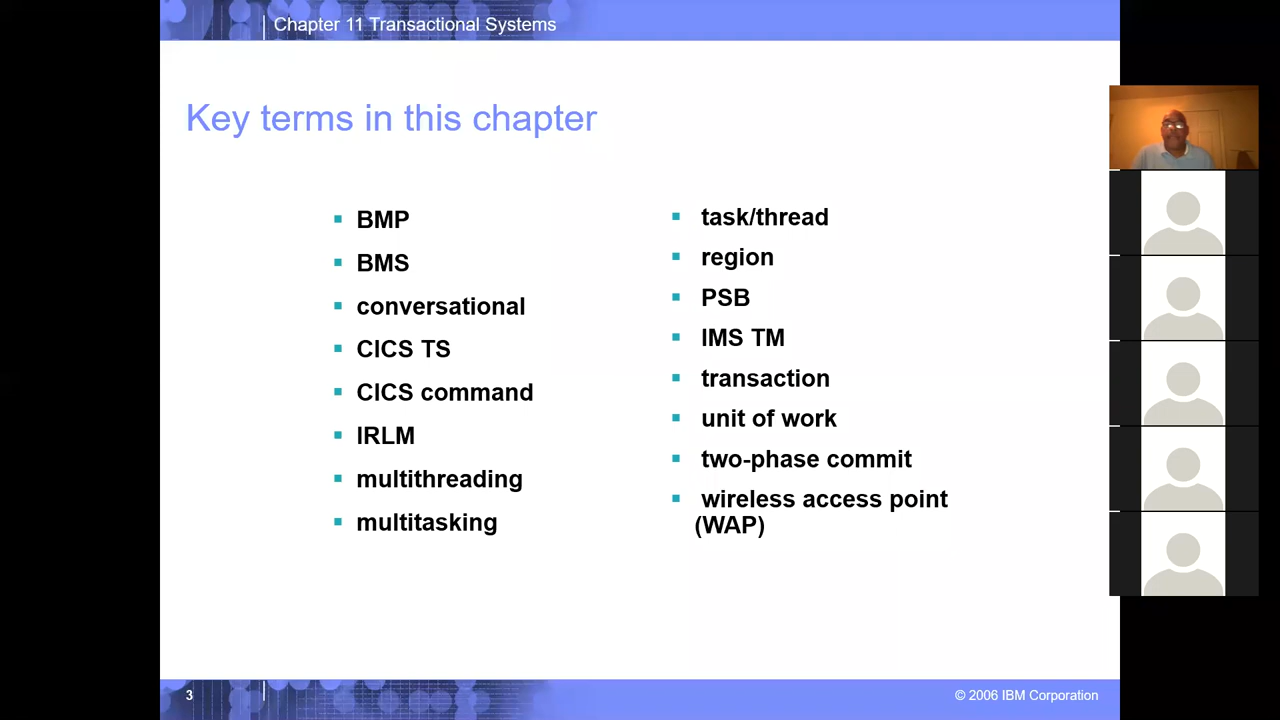 Chapter 11 Transactional Systems
Key terms in this chapter
BMP
BMS
conversational
CICS TS
CICS command
IRLM
multithreading
multitasking
task/thread
region
PSB
IMS TM
transaction
unit of work
two-phase commit
wireless access point
(WAP)
3
© 2006 IBM Corporation